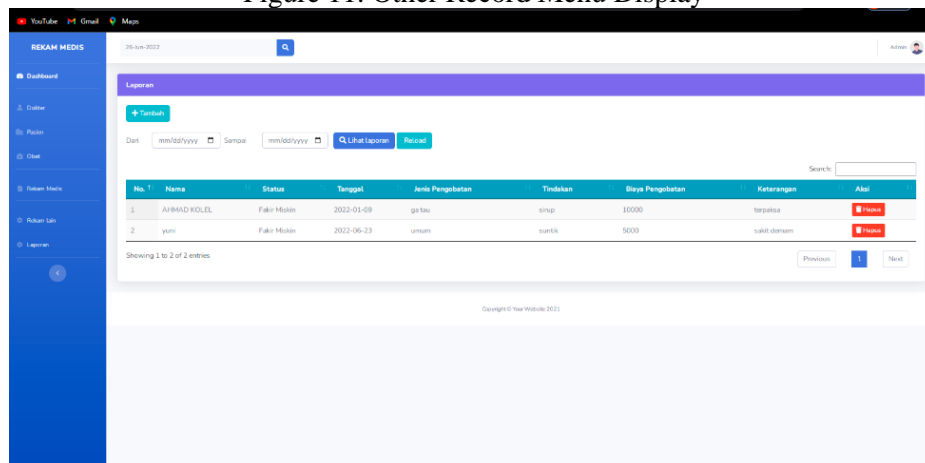 Figure 11. Other Record Menu Display
YouTube Gmail Maps
REKAM MEDIS
26-Jun-2022
Admin
Dashboard
Laporan
Dokter
+ Tambah
Pasien
Dari mm/dd/yyyy Sampai mm/dd/yyyy Lihat laporan Reload
Obat
Search:
Rekam Medis
No. Nama Status Tanggal Jenis Pengobatan Tindakan Biaya Pengobatan Keterangan Aksi
1 AHMAD KOLEL Fakir Miskin 2022-01-09 ga tau sirup 10000 terpaksa Hapus
Rekam Lain
2 yuni Fakir Miskin 2022-06-23 umum suntik 5000 sakit demam Hapus
Laporan
Showing 1 to 2 of 2 entries
Previous 1 Next
Copyright © Your Website 2021